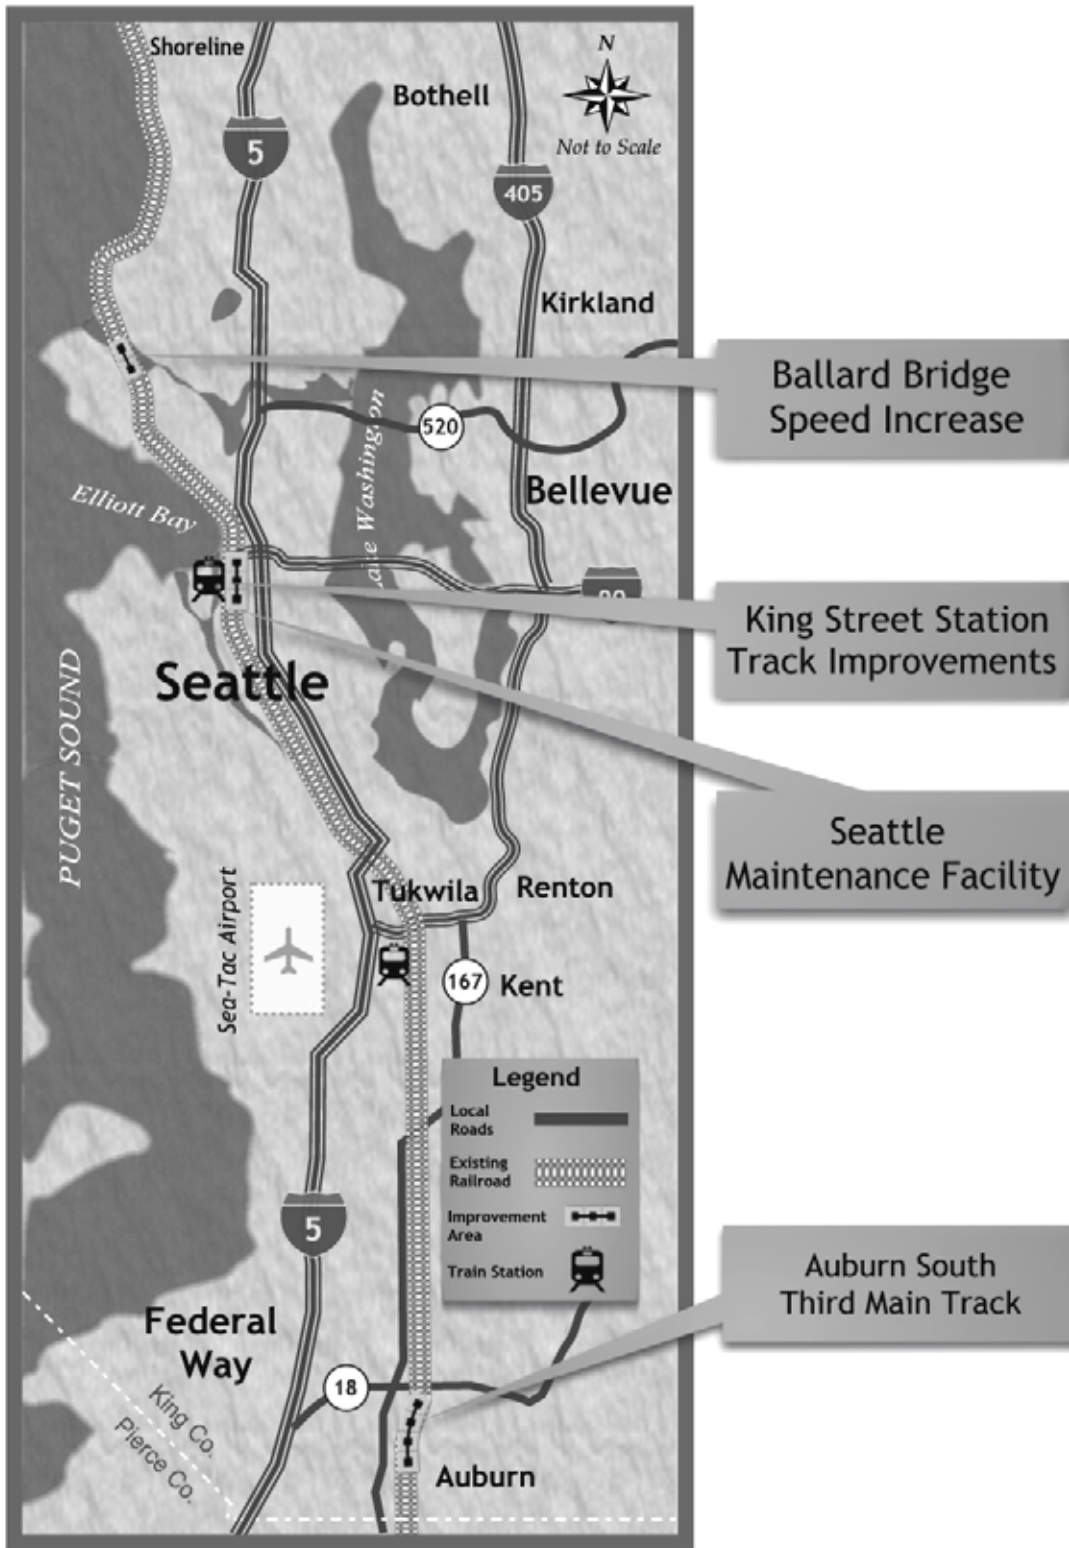 Shoreline
N
Bothell
Not to Scale
5
405
Kirkland
Ballard Bridge
Speed Increase
520
Lake Washington
Bellevue
Elliott Bay
King Street Station
Track Improvements
Seattle
PUGET SOUND
Seattle
Maintenance Facility
Tukwila
Renton
Sea-Tac Airport
167
Kent
Legend
Local
Roads
Existing
Railroad
Improvement
Area
Train Station
5
Auburn South
Third Main Track
Federal
Way
18
King Co.
Pierce Co.
Auburn